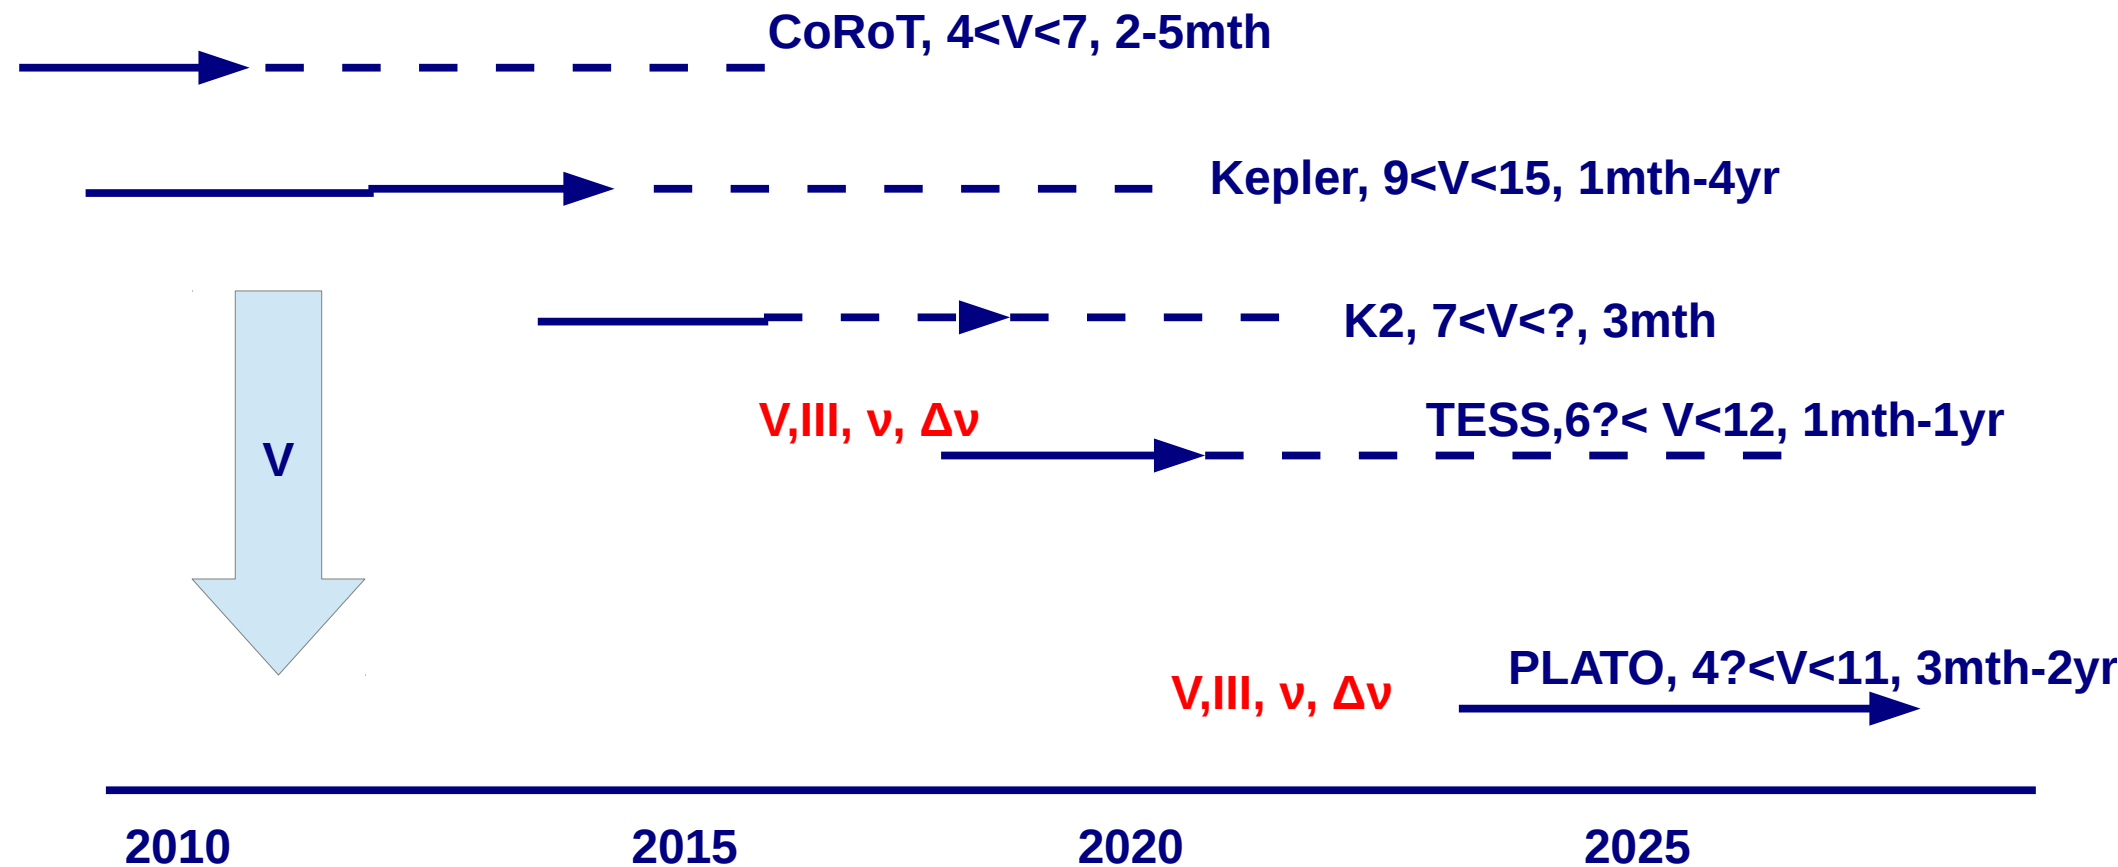 CoRoT, 4<V<7, 2-5mth
Kepler, 9<V<15, 1mth-4yr
K2, 7<V<?, 3mth
V,III, ν, Δν
TESS,6?< V<12, 1mth-1yr
V
PLATO, 4?<V<11, 3mth-2yr
V,III, ν, Δν
2010 2015 2020 2025